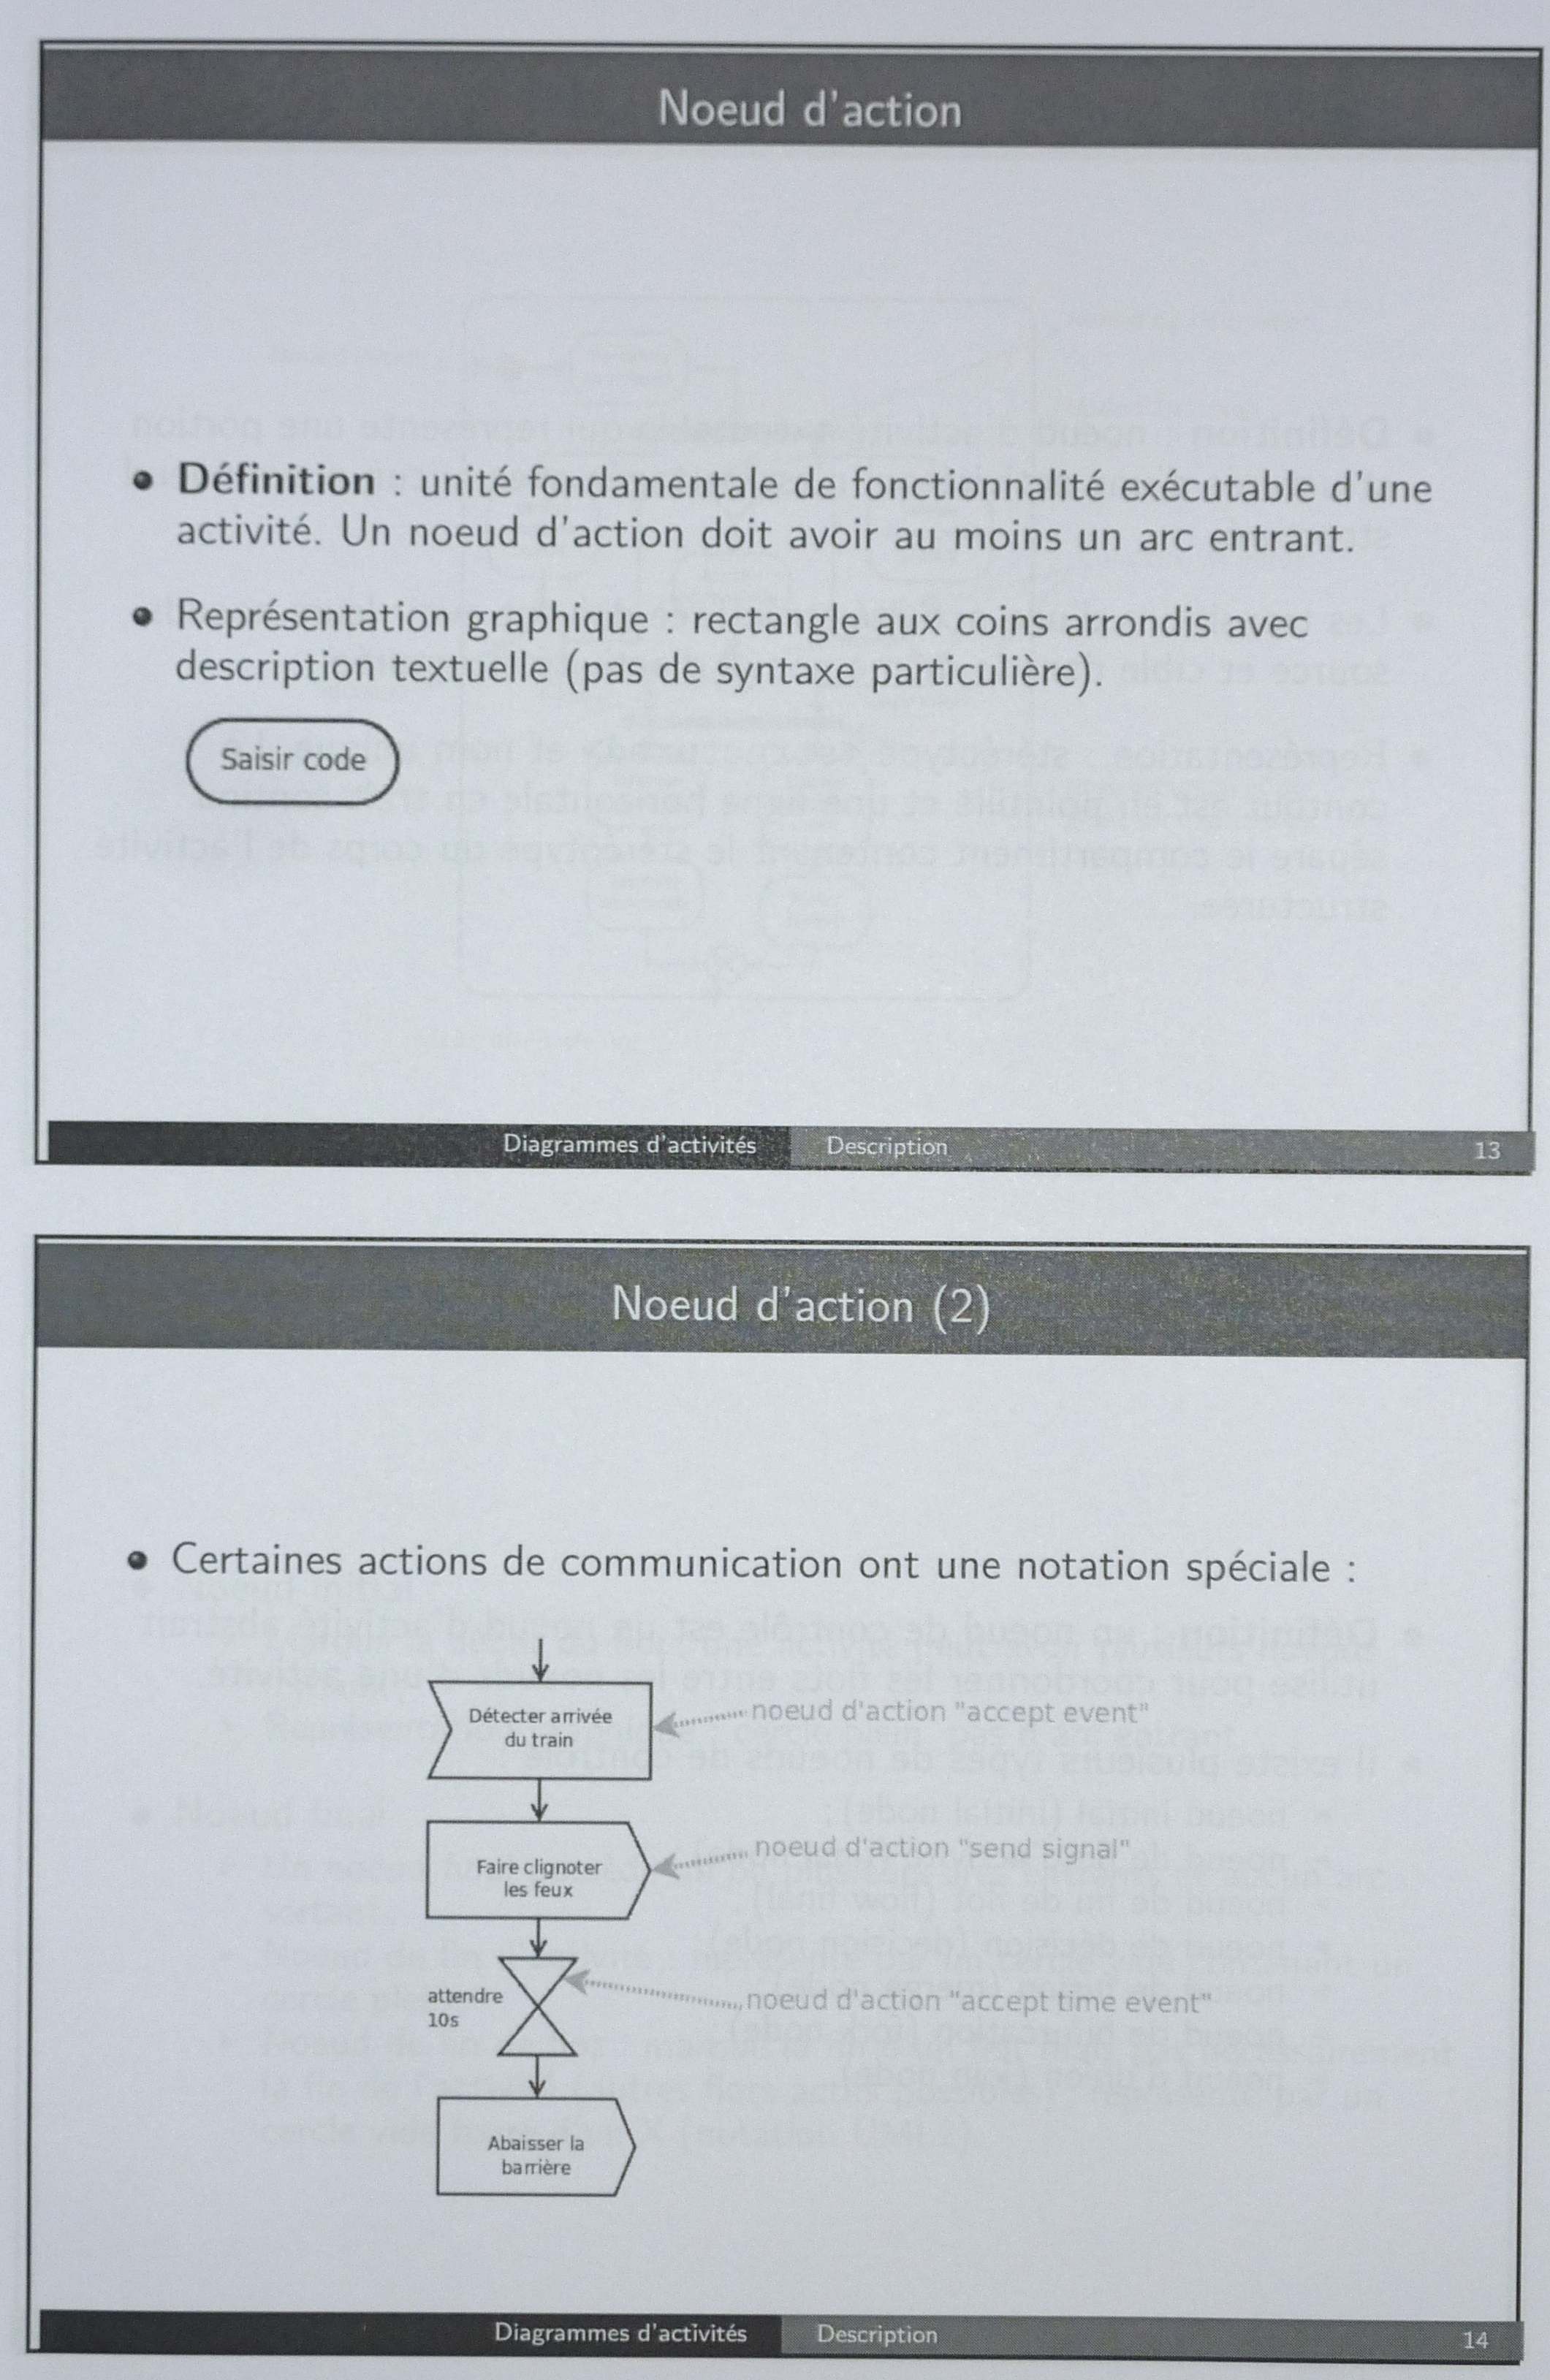 Noeud d'action
• Définition : unité fondamentale de fonctionnalité exécutable d'une
activité. Un noeud d'action doit avoir au moins un arc entrant.
• Représentation graphique : rectangle aux coins arrondis avec
description textuelle (pas de syntaxe particulière).
Saisir code
Diagrammes d'activités Description 13
Noeud d'action (2)
• Certaines actions de communication ont une notation spéciale :
Détecter arrivée
du train
noeud d'action "accept event"
Faire clignoter
les feux
noeud d'action "send signal"
attendre
10s
noeud d'action "accept time event"
Abaisser la
barrière
Diagrammes d'activités Description 14